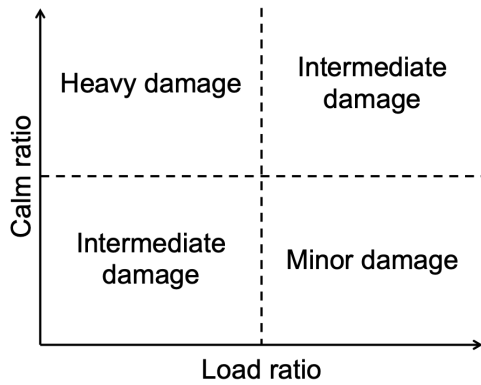 Heavy damage
Intermediate
damage
Calm ratio
Intermediate
damage
Minor damage
Load ratio